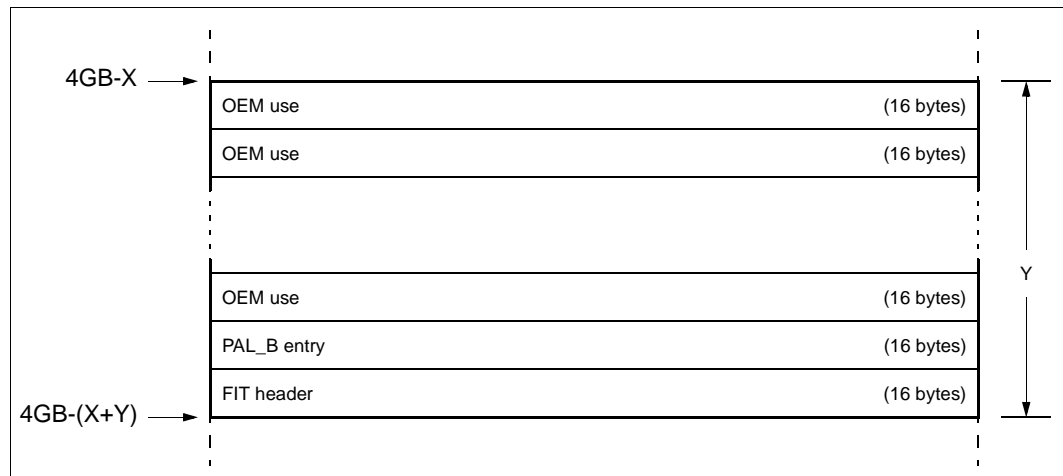 4GB-X
OEM use (16 bytes)
OEM use (16 bytes)
OEM use (16 bytes)
Y
PAL_B entry (16 bytes)
FIT header (16 bytes)
4GB-(X+Y)